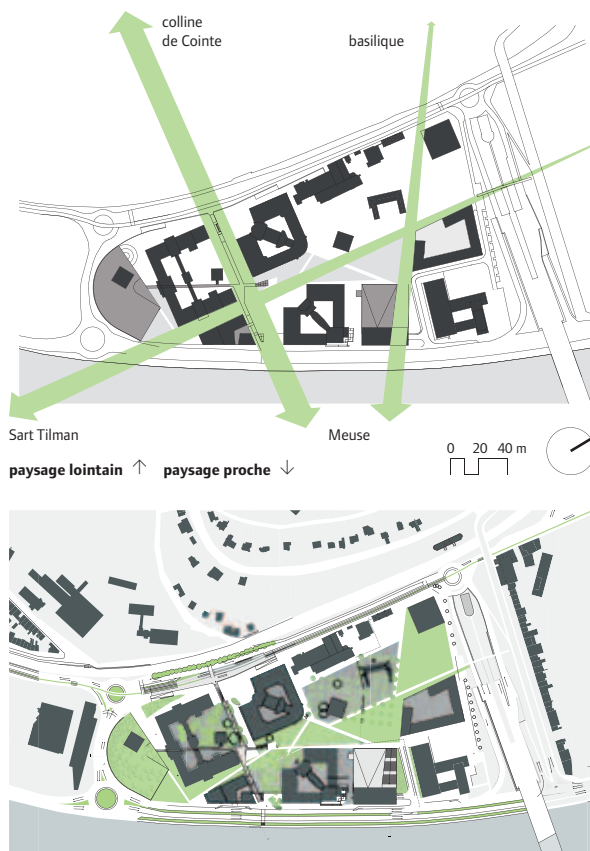 colline
de Cointe
basilique
Sart Tilman
Meuse
paysage lointain ↑ paysage proche ↓
0 20 40 m